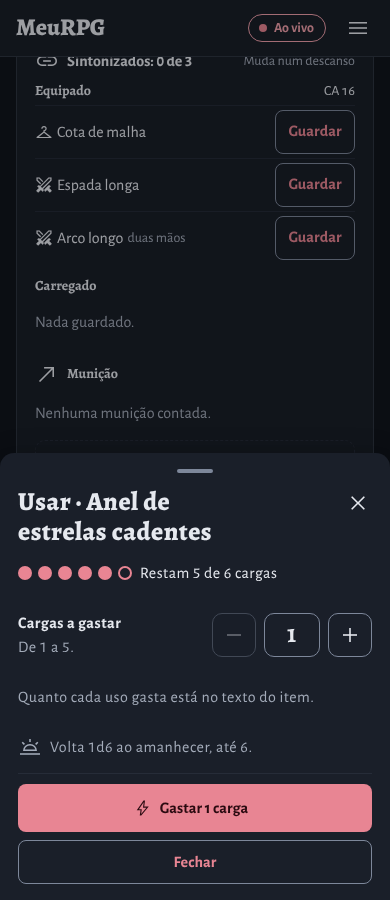 MeuRPG
Ao vivo
Sintonizados: 0 de 3
Muda num descanso
Equipado
CA 16
Cota de malha
Guardar
Espada longa
Guardar
Arco longo duas mãos
Guardar
Carregado
Nada guardado.
Munição
Nenhuma munição contada.
Usar · Anel de
estrelas cadentes
Restam 5 de 6 cargas
Cargas a gastar
De 1 a 5.
1
Quanto cada uso gasta está no texto do item.
Volta 1d6 ao amanhecer, até 6.
Gastar 1 carga
Fechar